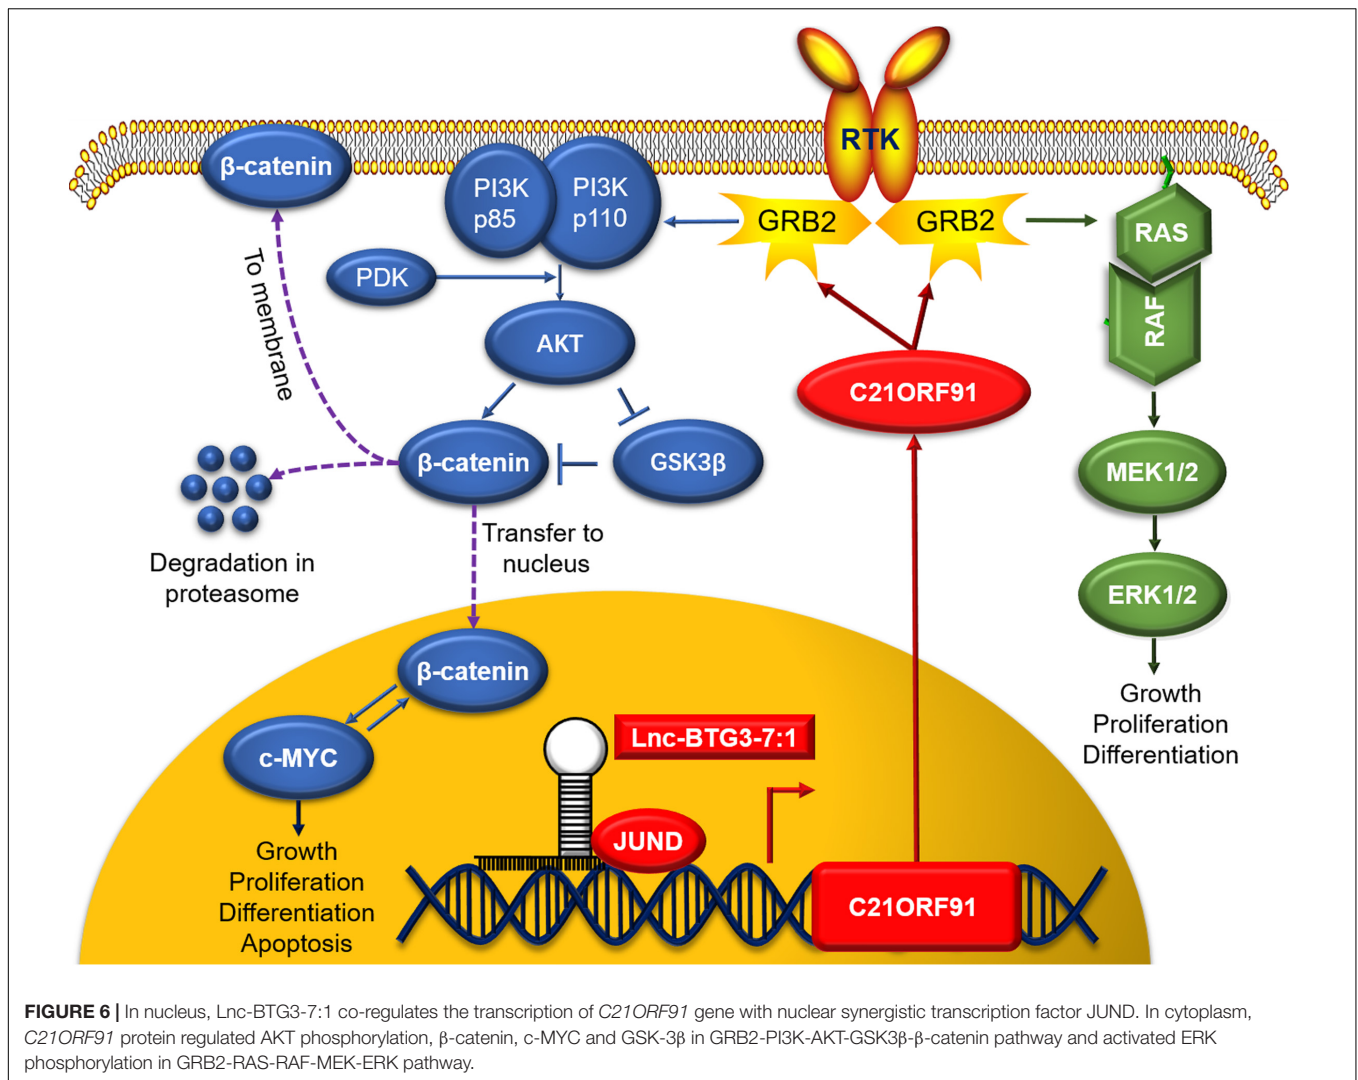 RTK
β-catenin
PI3K
p85
PI3K
p110
GRB2
GRB2
RAS
RAF
PDK
To membrane
AKT
C21ORF91
β-catenin
GSK3β
MEK1/2
Degradation in
proteasome
Transfer to
nucleus
ERK1/2
β-catenin
Growth
Proliferation
Differentiation
c-MYC
Lnc-BTG3-7:1
JUND
Growth
Proliferation
Differentiation
Apoptosis
C21ORF91
FIGURE 6 | In nucleus, Lnc-BTG3-7:1 co-regulates the transcription of C21ORF91 gene with nuclear synergistic transcription factor JUND. In cytoplasm,
C21ORF91 protein regulated AKT phosphorylation, β-catenin, c-MYC and GSK-3β in GRB2-PI3K-AKT-GSK3β-β-catenin pathway and activated ERK
phosphorylation in GRB2-RAS-RAF-MEK-ERK pathway.